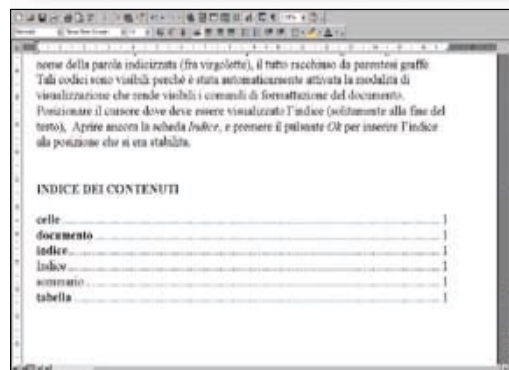 nome della parola indicizzata (fra virgolette), il tutto racchiuso da parentesi graffe
Tali codici sono visibili perché è stata automaticamente attivata la modalità di
visualizzazione che rende visibili i comandi di formattazione del documento.
Posizionare il cursore dove deve essere visualizzato l'indice (solitamente alla fine del
testo), Aprire ancora la scheda Indice, e premere il pulsante Ok per inserire l'indice
ala posizione che si era stabilita.
INDICE DEI CONTENUTI
celle 1
documento 1
indice 1
Indice 1
sommario 1
tabella 1